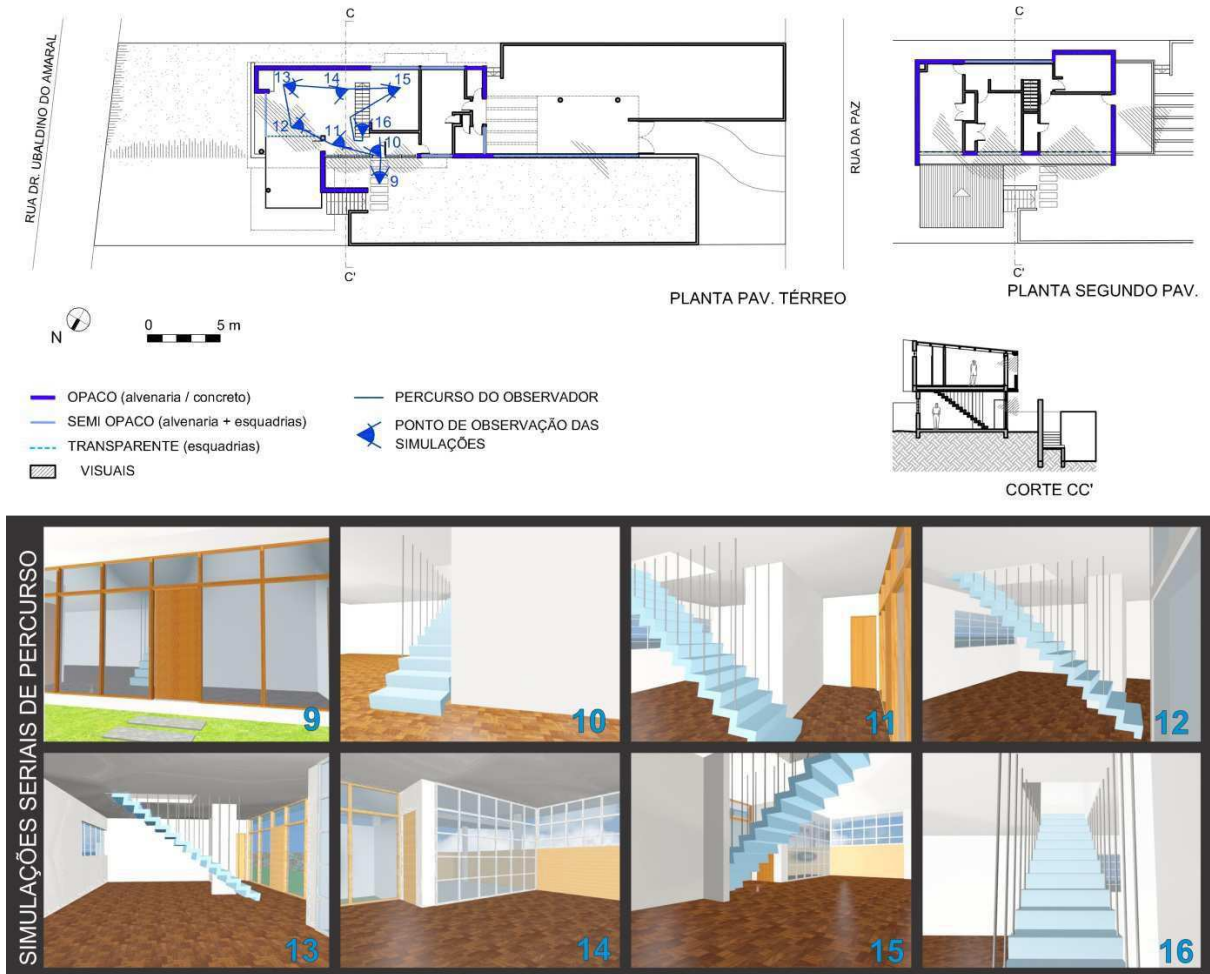 C
C
RUA DR. UBALDINO DO AMARAL
13
14
15
12
11
16
10
9
RUA DA PAZ
C'
C'
PLANTA PAV. TÉRREO
PLANTA SEGUNDO PAV.
N
0 5 m
OPACO (alvenaria / concreto)
SEMI OPACO (alvenaria + esquadrias)
TRANSPARENTE (esquadrias)
VISUAIS
PERCURSO DO OBSERVADOR
PONTO DE OBSERVAÇÃO DAS
SIMULAÇÕES
CORTE CC'
SIMULAÇÕES SERIAIS DE PERCURSO
9
10
11
12
13
14
15
16